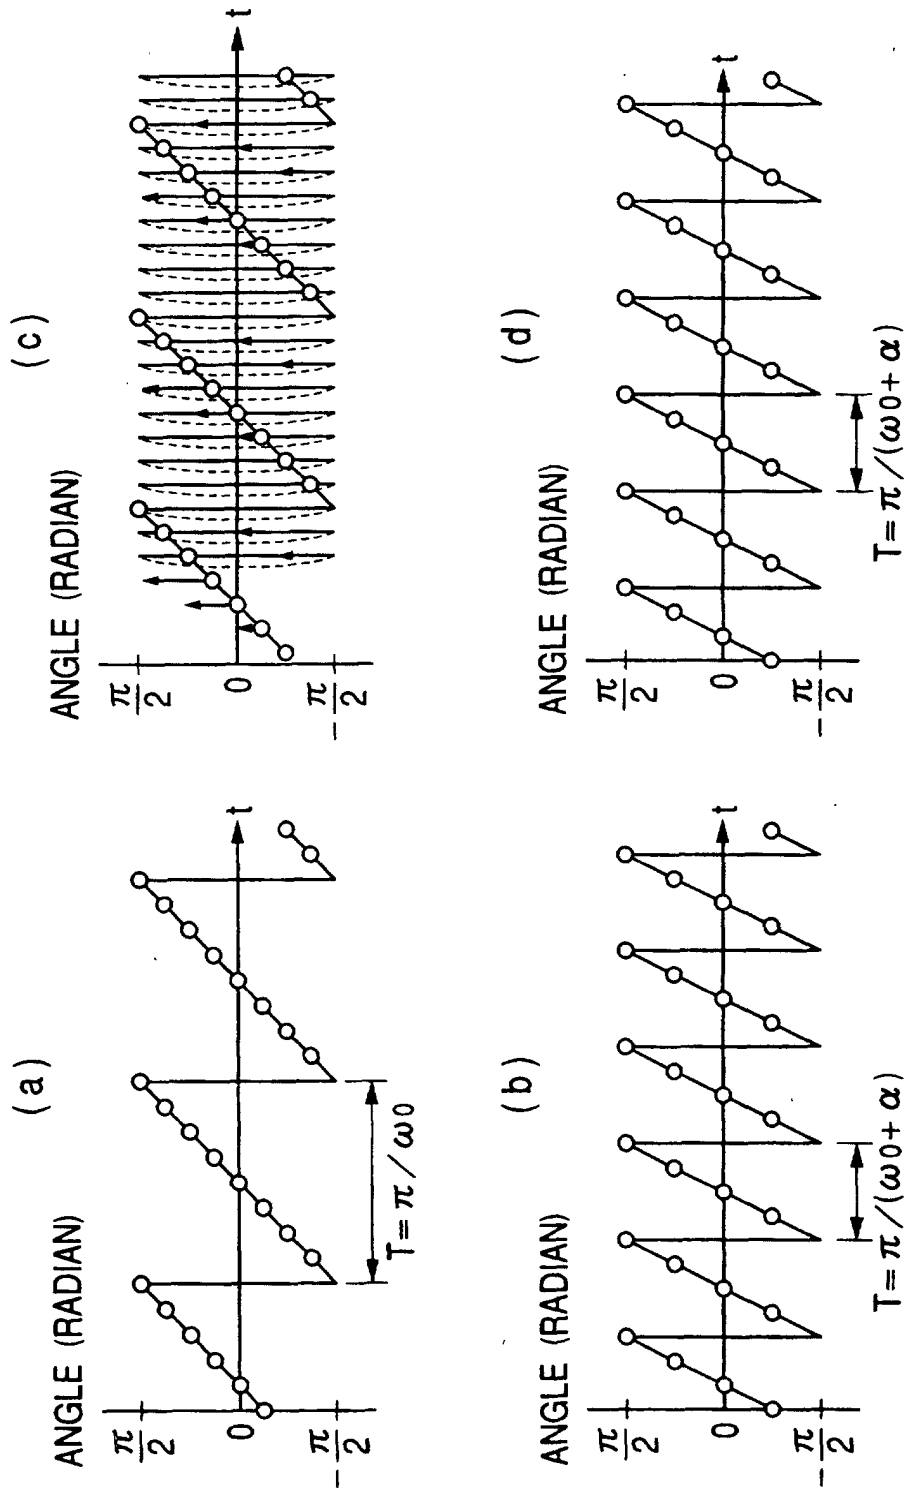 (a)
ANGLE (RADIAN)
π/2
0
-π/2
t
T=π/ω0
(b)
ANGLE (RADIAN)
π/2
0
-π/2
t
T=π/(ω0+α)
(c)
ANGLE (RADIAN)
π/2
0
-π/2
t
(d)
ANGLE (RADIAN)
π/2
0
-π/2
t
T=π/(ω0+α)